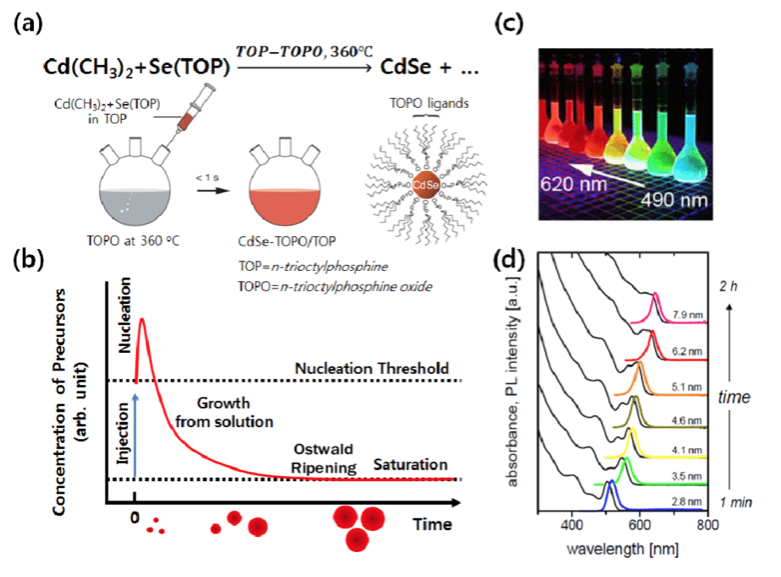 (a)
TOP−TOPO, 360℃
Cd(CH₃)₂+Se(TOP)
CdSe + ...
Cd(CH₃)₂+Se(TOP)
in TOP
TOPO ligands
< 1 s
CdSe
TOPO at 360 ºC
CdSe-TOPO/TOP
TOP=n-trioctylphosphine
TOPO=n-trioctylphosphine oxide
(b)
Concentration of Precursors
(arb. unit)
Nucleation
Injection
Nucleation Threshold
Growth
from solution
Ostwald
Ripening
Saturation
0
Time
(c)
620 nm
490 nm
(d)
absorbance, PL intensity [a.u.]
2 h
7.9 nm
6.2 nm
5.1 nm
time
4.6 nm
4.1 nm
3.5 nm
2.8 nm
1 min
400
500
600
700
800
wavelength [nm]